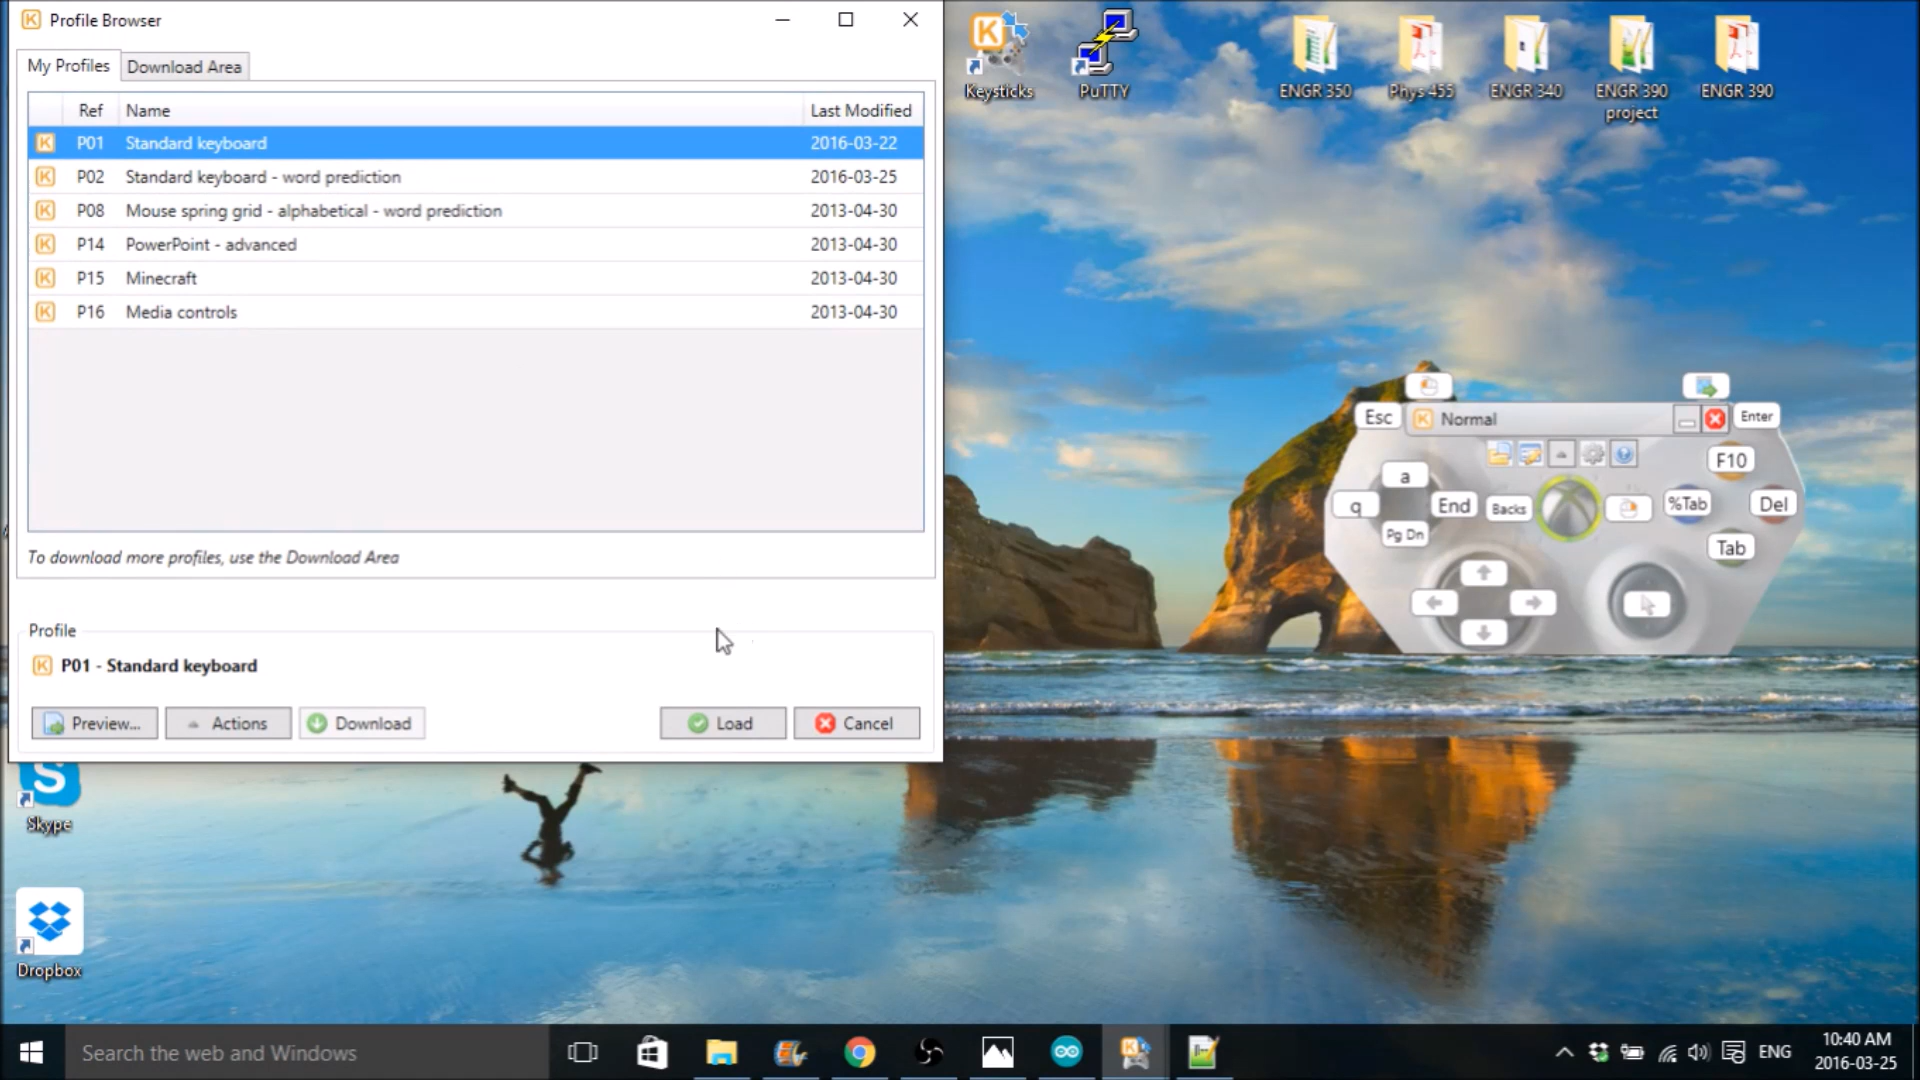 Profile Browser
My Profiles
Download Area
Ref Name Last Modified
P01 Standard keyboard 2016-03-22
P02 Standard keyboard - word prediction 2016-03-25
P08 Mouse spring grid - alphabetical - word prediction 2013-04-30
P14 PowerPoint - advanced 2013-04-30
P15 Minecraft 2013-04-30
P16 Media controls 2013-04-30
To download more profiles, use the Download Area
Profile
P01 - Standard keyboard
Preview... Actions Download Load Cancel
Keysticks
PuTTY
ENGR 350
Phys 455
ENGR 340
ENGR 390
project
ENGR 390
Esc Normal Enter
F10
a
q End Backs %Tab Del
Pg Dn
Tab
Skype
Dropbox
Search the web and Windows
ENG
10:40 AM
2016-03-25